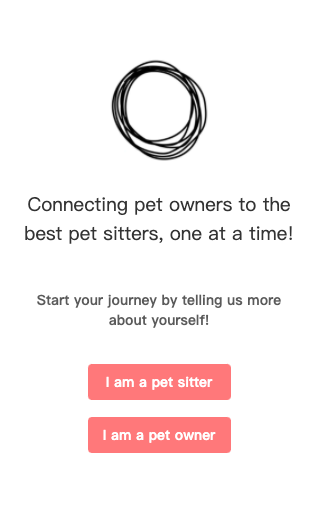 Connecting pet owners to the
best pet sitters, one at a time!
Start your journey by telling us more
about yourself!
I am a pet sitter
I am a pet owner